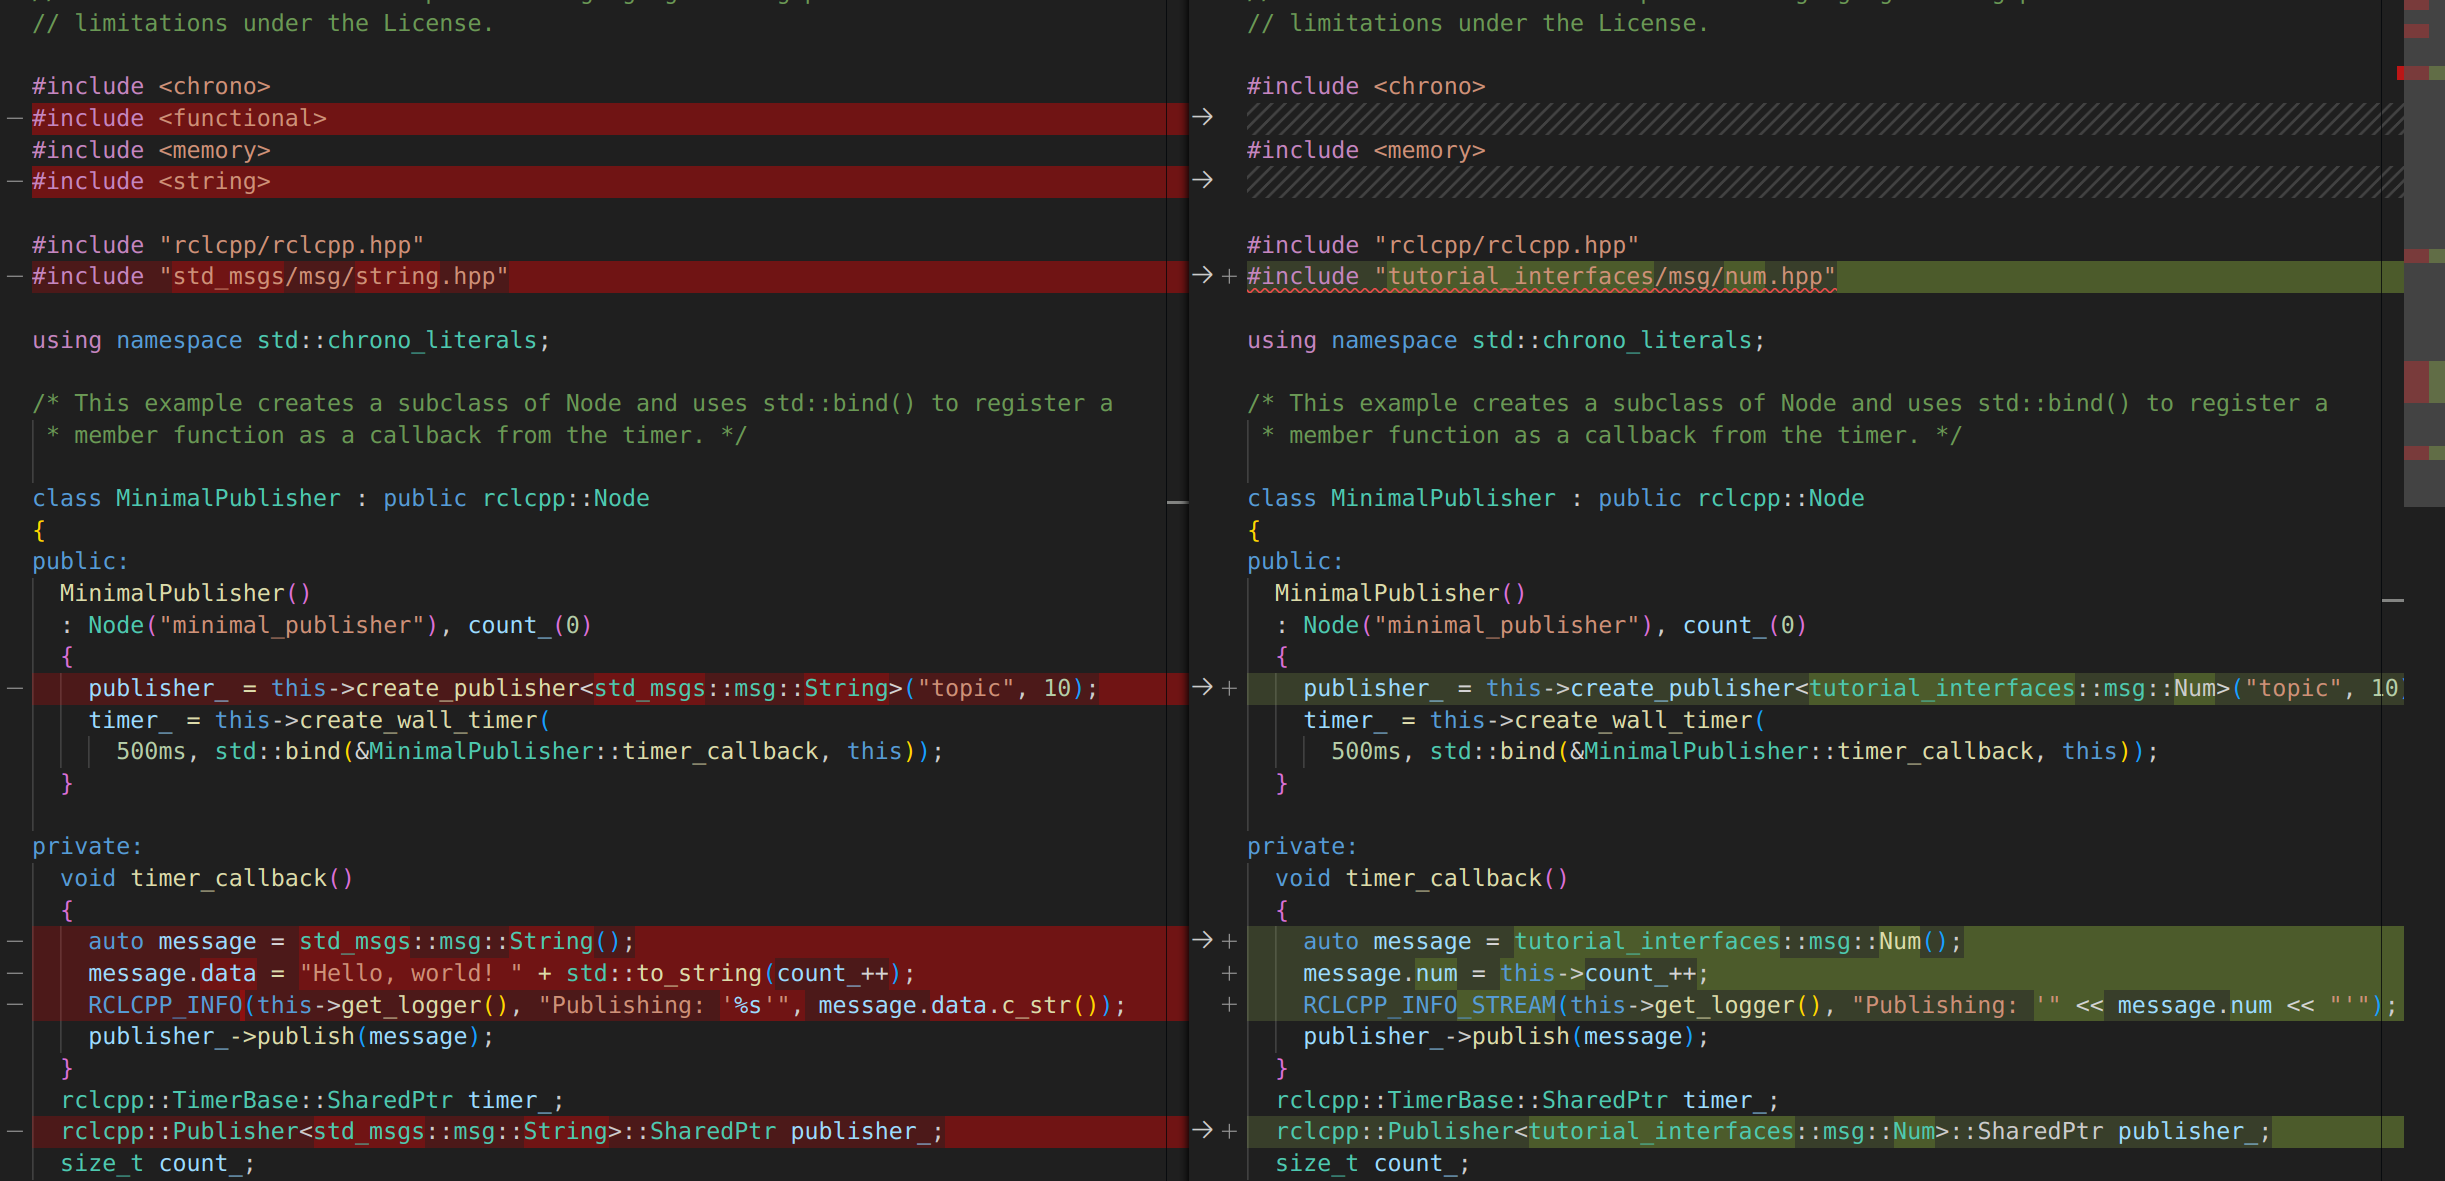 // limitations under the License.
#include <chrono>
#include <functional>
#include <memory>
#include <string>
#include "rclcpp/rclcpp.hpp"
#include "std_msgs/msg/string.hpp"
using namespace std::chrono_literals;
/* This example creates a subclass of Node and uses std::bind() to register a
* member function as a callback from the timer. */
class MinimalPublisher : public rclcpp::Node
{
public:
MinimalPublisher()
: Node("minimal_publisher"), count_(0)
{
publisher_ = this->create_publisher<std_msgs::msg::String>("topic", 10);
timer_ = this->create_wall_timer(
500ms, std::bind(&MinimalPublisher::timer_callback, this));
}
private:
void timer_callback()
{
auto message = std_msgs::msg::String();
message.data = "Hello, world! " + std::to_string(count_++);
RCLCPP_INFO(this->get_logger(), "Publishing: '%s'", message.data.c_str());
publisher_->publish(message);
}
rclcpp::TimerBase::SharedPtr timer_;
rclcpp::Publisher<std_msgs::msg::String>::SharedPtr publisher_;
size_t count_;
// limitations under the License.
#include <chrono>
#include <memory>
#include "rclcpp/rclcpp.hpp"
#include "tutorial_interfaces/msg/num.hpp"
using namespace std::chrono_literals;
/* This example creates a subclass of Node and uses std::bind() to register a
* member function as a callback from the timer. */
class MinimalPublisher : public rclcpp::Node
{
public:
MinimalPublisher()
: Node("minimal_publisher"), count_(0)
{
publisher_ = this->create_publisher<tutorial_interfaces::msg::Num>("topic", 10
timer_ = this->create_wall_timer(
500ms, std::bind(&MinimalPublisher::timer_callback, this));
}
private:
void timer_callback()
{
auto message = tutorial_interfaces::msg::Num();
message.num = this->count_++;
RCLCPP_INFO_STREAM(this->get_logger(), "Publishing: '" << message.num << "'");
publisher_->publish(message);
}
rclcpp::TimerBase::SharedPtr timer_;
rclcpp::Publisher<tutorial_interfaces::msg::Num>::SharedPtr publisher_;
size_t count_;